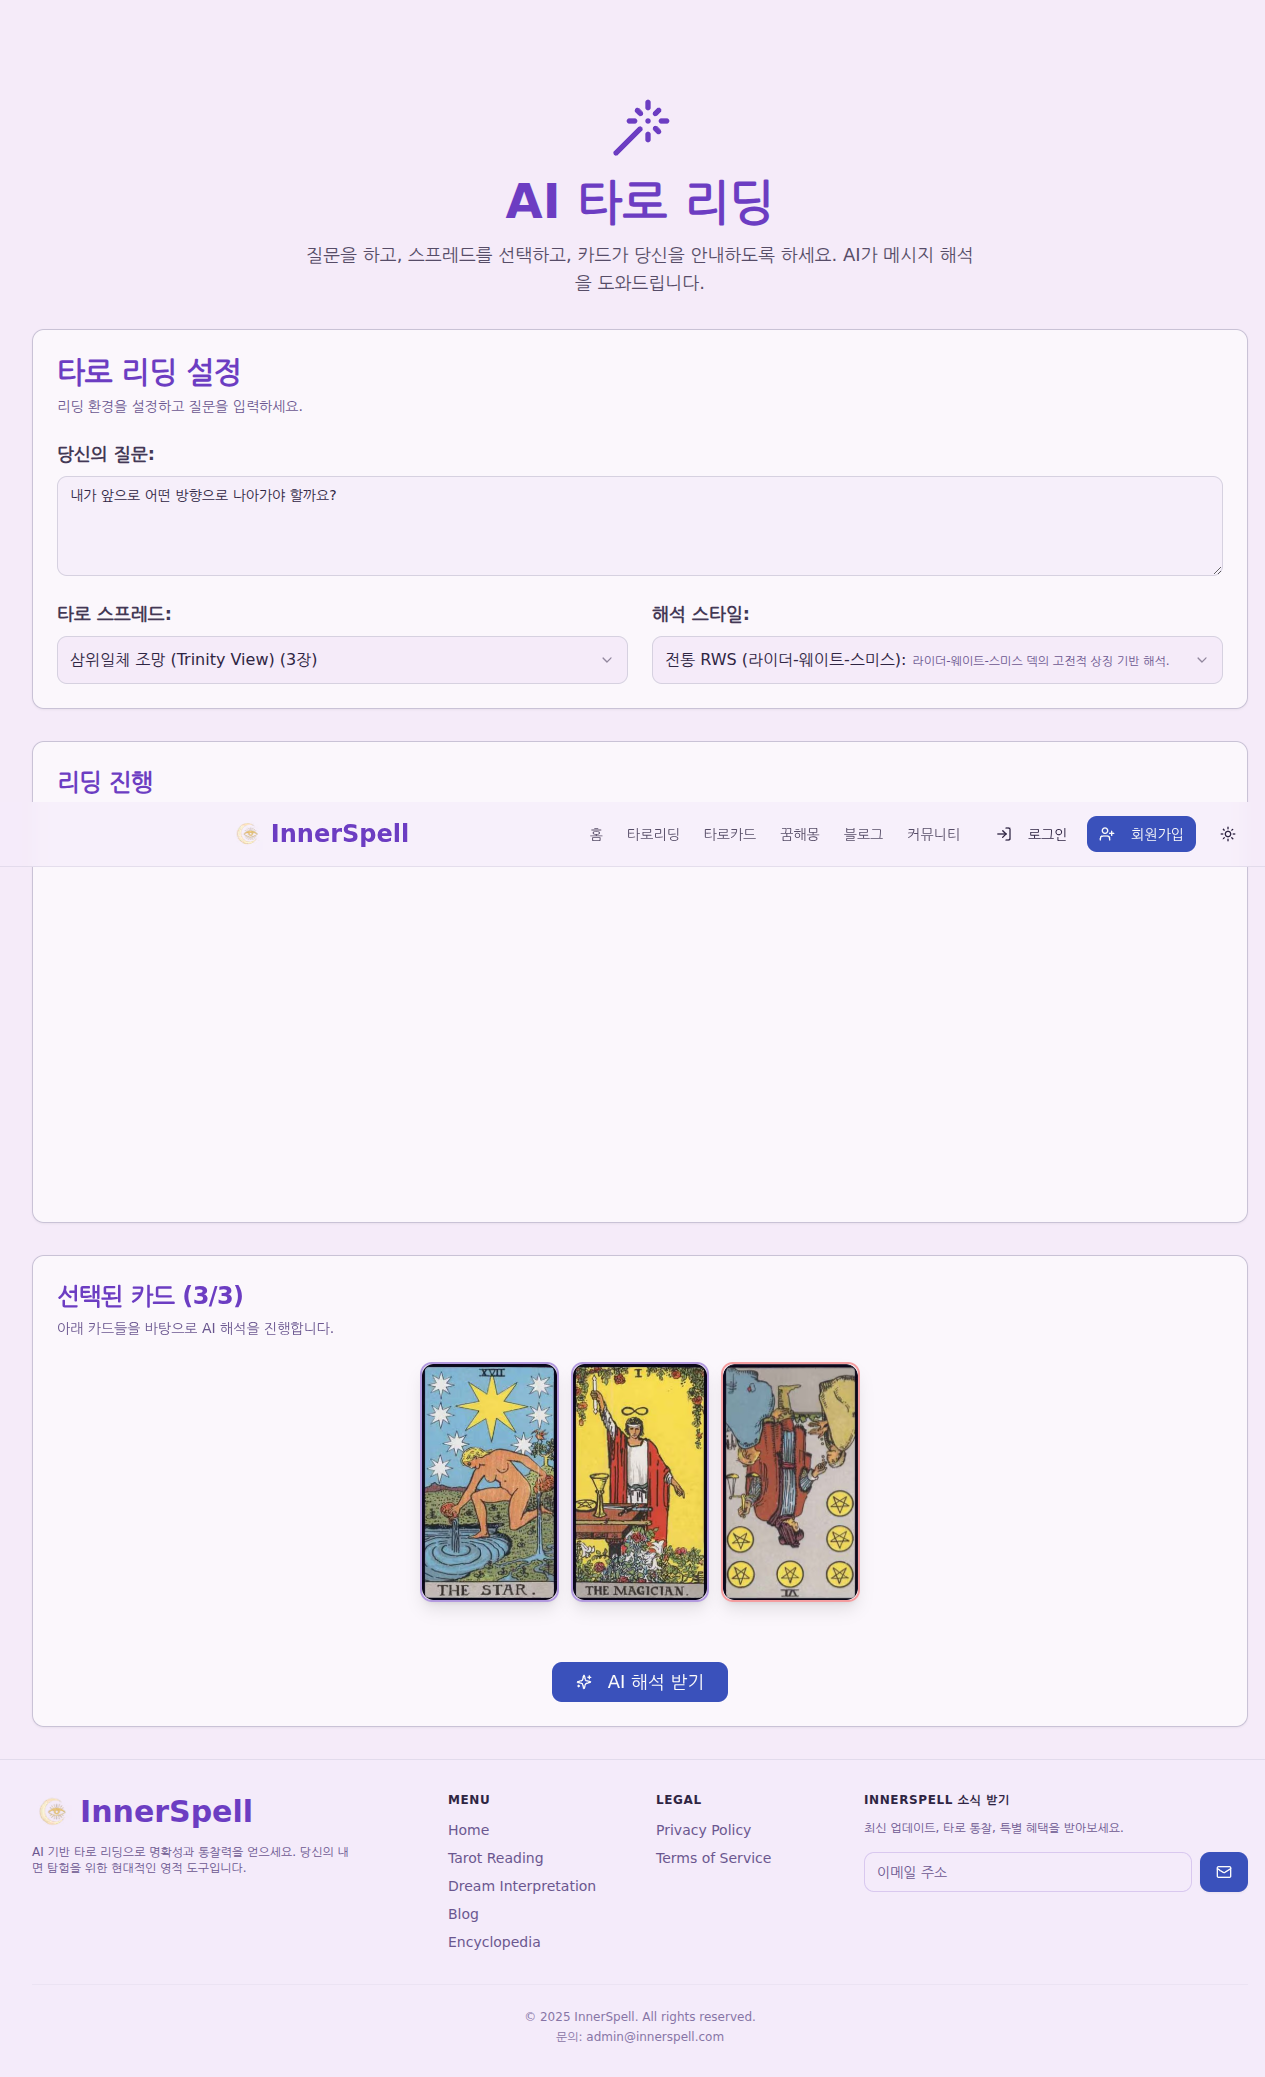 AI 타로 리딩
질문을 하고, 스프레드를 선택하고, 카드가 당신을 안내하도록 하세요. AI가 메시지 해석
을 도와드립니다.
타로 리딩 설정
리딩 환경을 설정하고 질문을 입력하세요.
당신의 질문:
내가 앞으로 어떤 방향으로 나아가야 할까요?
타로 스프레드:
해석 스타일:
삼위일체 조망 (Trinity View) (3장)
전통 RWS (라이더-웨이트-스미스): 라이더-웨이트-스미스 덱의 고전적 상징 기반 해석.
리딩 진행
InnerSpell
홈 타로리딩 타로카드 꿈해몽 블로그 커뮤니티 로그인 회원가입
선택된 카드 (3/3)
아래 카드들을 바탕으로 AI 해석을 진행합니다.
XVII
THE STAR.
I
THE MAGICIAN.
VI
AI 해석 받기
InnerSpell
AI 기반 타로 리딩으로 명확성과 통찰력을 얻으세요. 당신의 내
면 탐험을 위한 현대적인 영적 도구입니다.
MENU
Home
Tarot Reading
Dream Interpretation
Blog
Encyclopedia
LEGAL
Privacy Policy
Terms of Service
INNERSPELL 소식 받기
최신 업데이트, 타로 통찰, 특별 혜택을 받아보세요.
이메일 주소
© 2025 InnerSpell. All rights reserved.
문의: admin@innerspell.com